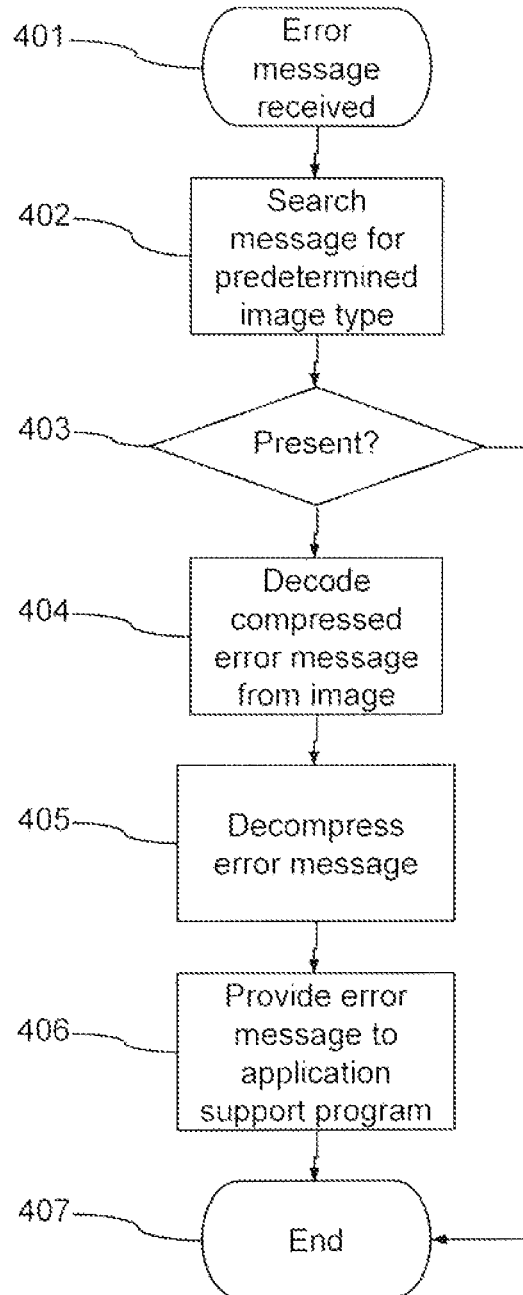 401
Error
message
received
402
Search
message for
predetermined
image type
403
Present?
404
Decode
compressed
error message
from image
405
Decompress
error message
406
Provide error
message to
application
support program
407
End